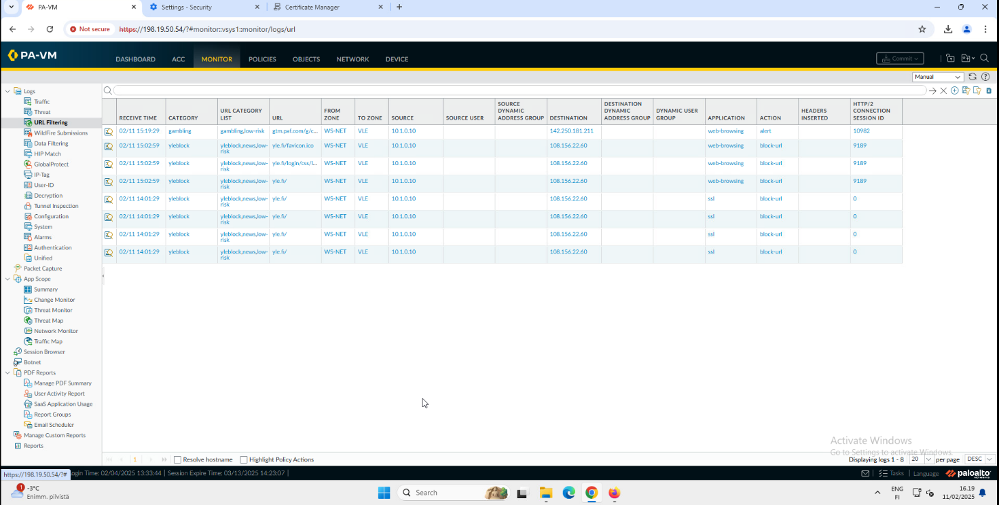 PA-VM
Settings - Security
Certificate Manager
Not secure
https://198.19.50.54/?#monitor::vsys1::monitor/logs/url
PA-VM
DASHBOARD
ACC
MONITOR
POLICIES
OBJECTS
NETWORK
DEVICE
Commit
Manual
Logs
Traffic
Threat
URL Filtering
WildFire Submissions
Data Filtering
HIP Match
GlobalProtect
IP-Tag
User-ID
Decryption
Tunnel Inspection
Configuration
System
Alarms
Authentication
Unified
Packet Capture
App Scope
Summary
Change Monitor
Threat Monitor
Threat Map
Network Monitor
Traffic Map
Session Browser
Botnet
PDF Reports
Manage PDF Summary
User Activity Report
SaaS Application Usage
Report Groups
Email Scheduler
Manage Custom Reports
Reports
RECEIVE TIME CATEGORY URL CATEGORY LIST URL FROM ZONE TO ZONE SOURCE SOURCE USER SOURCE DYNAMIC ADDRESS GROUP DESTINATION DESTINATION DYNAMIC ADDRESS GROUP DYNAMIC USER GROUP APPLICATION ACTION HEADERS INSERTED HTTP/2 CONNECTION SESSION ID
02/11 15:19:29 gambling gambling,low-risk gtm.paf.com/g/c... WS-NET VLE 10.1.0.10 142.250.181.211 web-browsing alert 10982
02/11 15:02:59 yleblock yleblock,news,low-risk yle.fi/favicon.ico WS-NET VLE 10.1.0.10 108.156.22.60 web-browsing block-url 9189
02/11 15:02:59 yleblock yleblock,news,low-risk yle.fi/login/css/l... WS-NET VLE 10.1.0.10 108.156.22.60 web-browsing block-url 9189
02/11 15:02:59 yleblock yleblock,news,low-risk yle.fi/ WS-NET VLE 10.1.0.10 108.156.22.60 web-browsing block-url 9189
02/11 14:01:29 yleblock yleblock,news,low-risk yle.fi/ WS-NET VLE 10.1.0.10 108.156.22.60 ssl block-url 0
02/11 14:01:29 yleblock yleblock,news,low-risk yle.fi/ WS-NET VLE 10.1.0.10 108.156.22.60 ssl block-url 0
02/11 14:01:29 yleblock yleblock,news,low-risk yle.fi/ WS-NET VLE 10.1.0.10 108.156.22.60 ssl block-url 0
02/11 14:01:29 yleblock yleblock,news,low-risk yle.fi/ WS-NET VLE 10.1.0.10 108.156.22.60 ssl block-url 0
Activate Windows
Go to Settings to activate Windows.
1
Resolve hostname
Highlight Policy Actions
Displaying logs 1 - 8
20
per page
DESC
https://198.19.50.54/?#
ogin Time: 02/04/2025 13:33:44 | Session Expire Time: 03/13/2025 14:23:07 |
Tasks | Language
paloalto
NETWORKS
1
-3°C
Enimm. pilvistä
Search
ENG
FI
16.19
11/02/2025